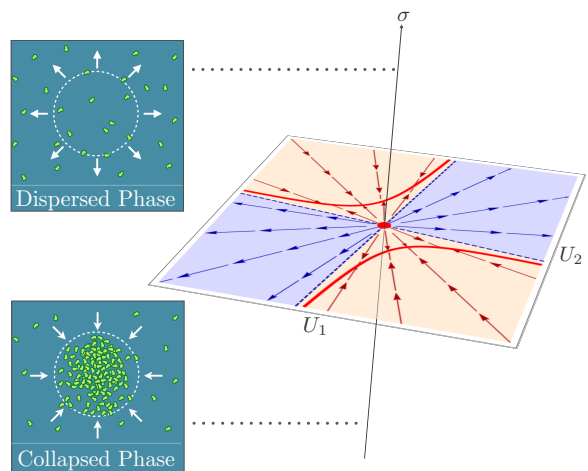 σ
Dispersed Phase
U₂
U₁
Collapsed Phase